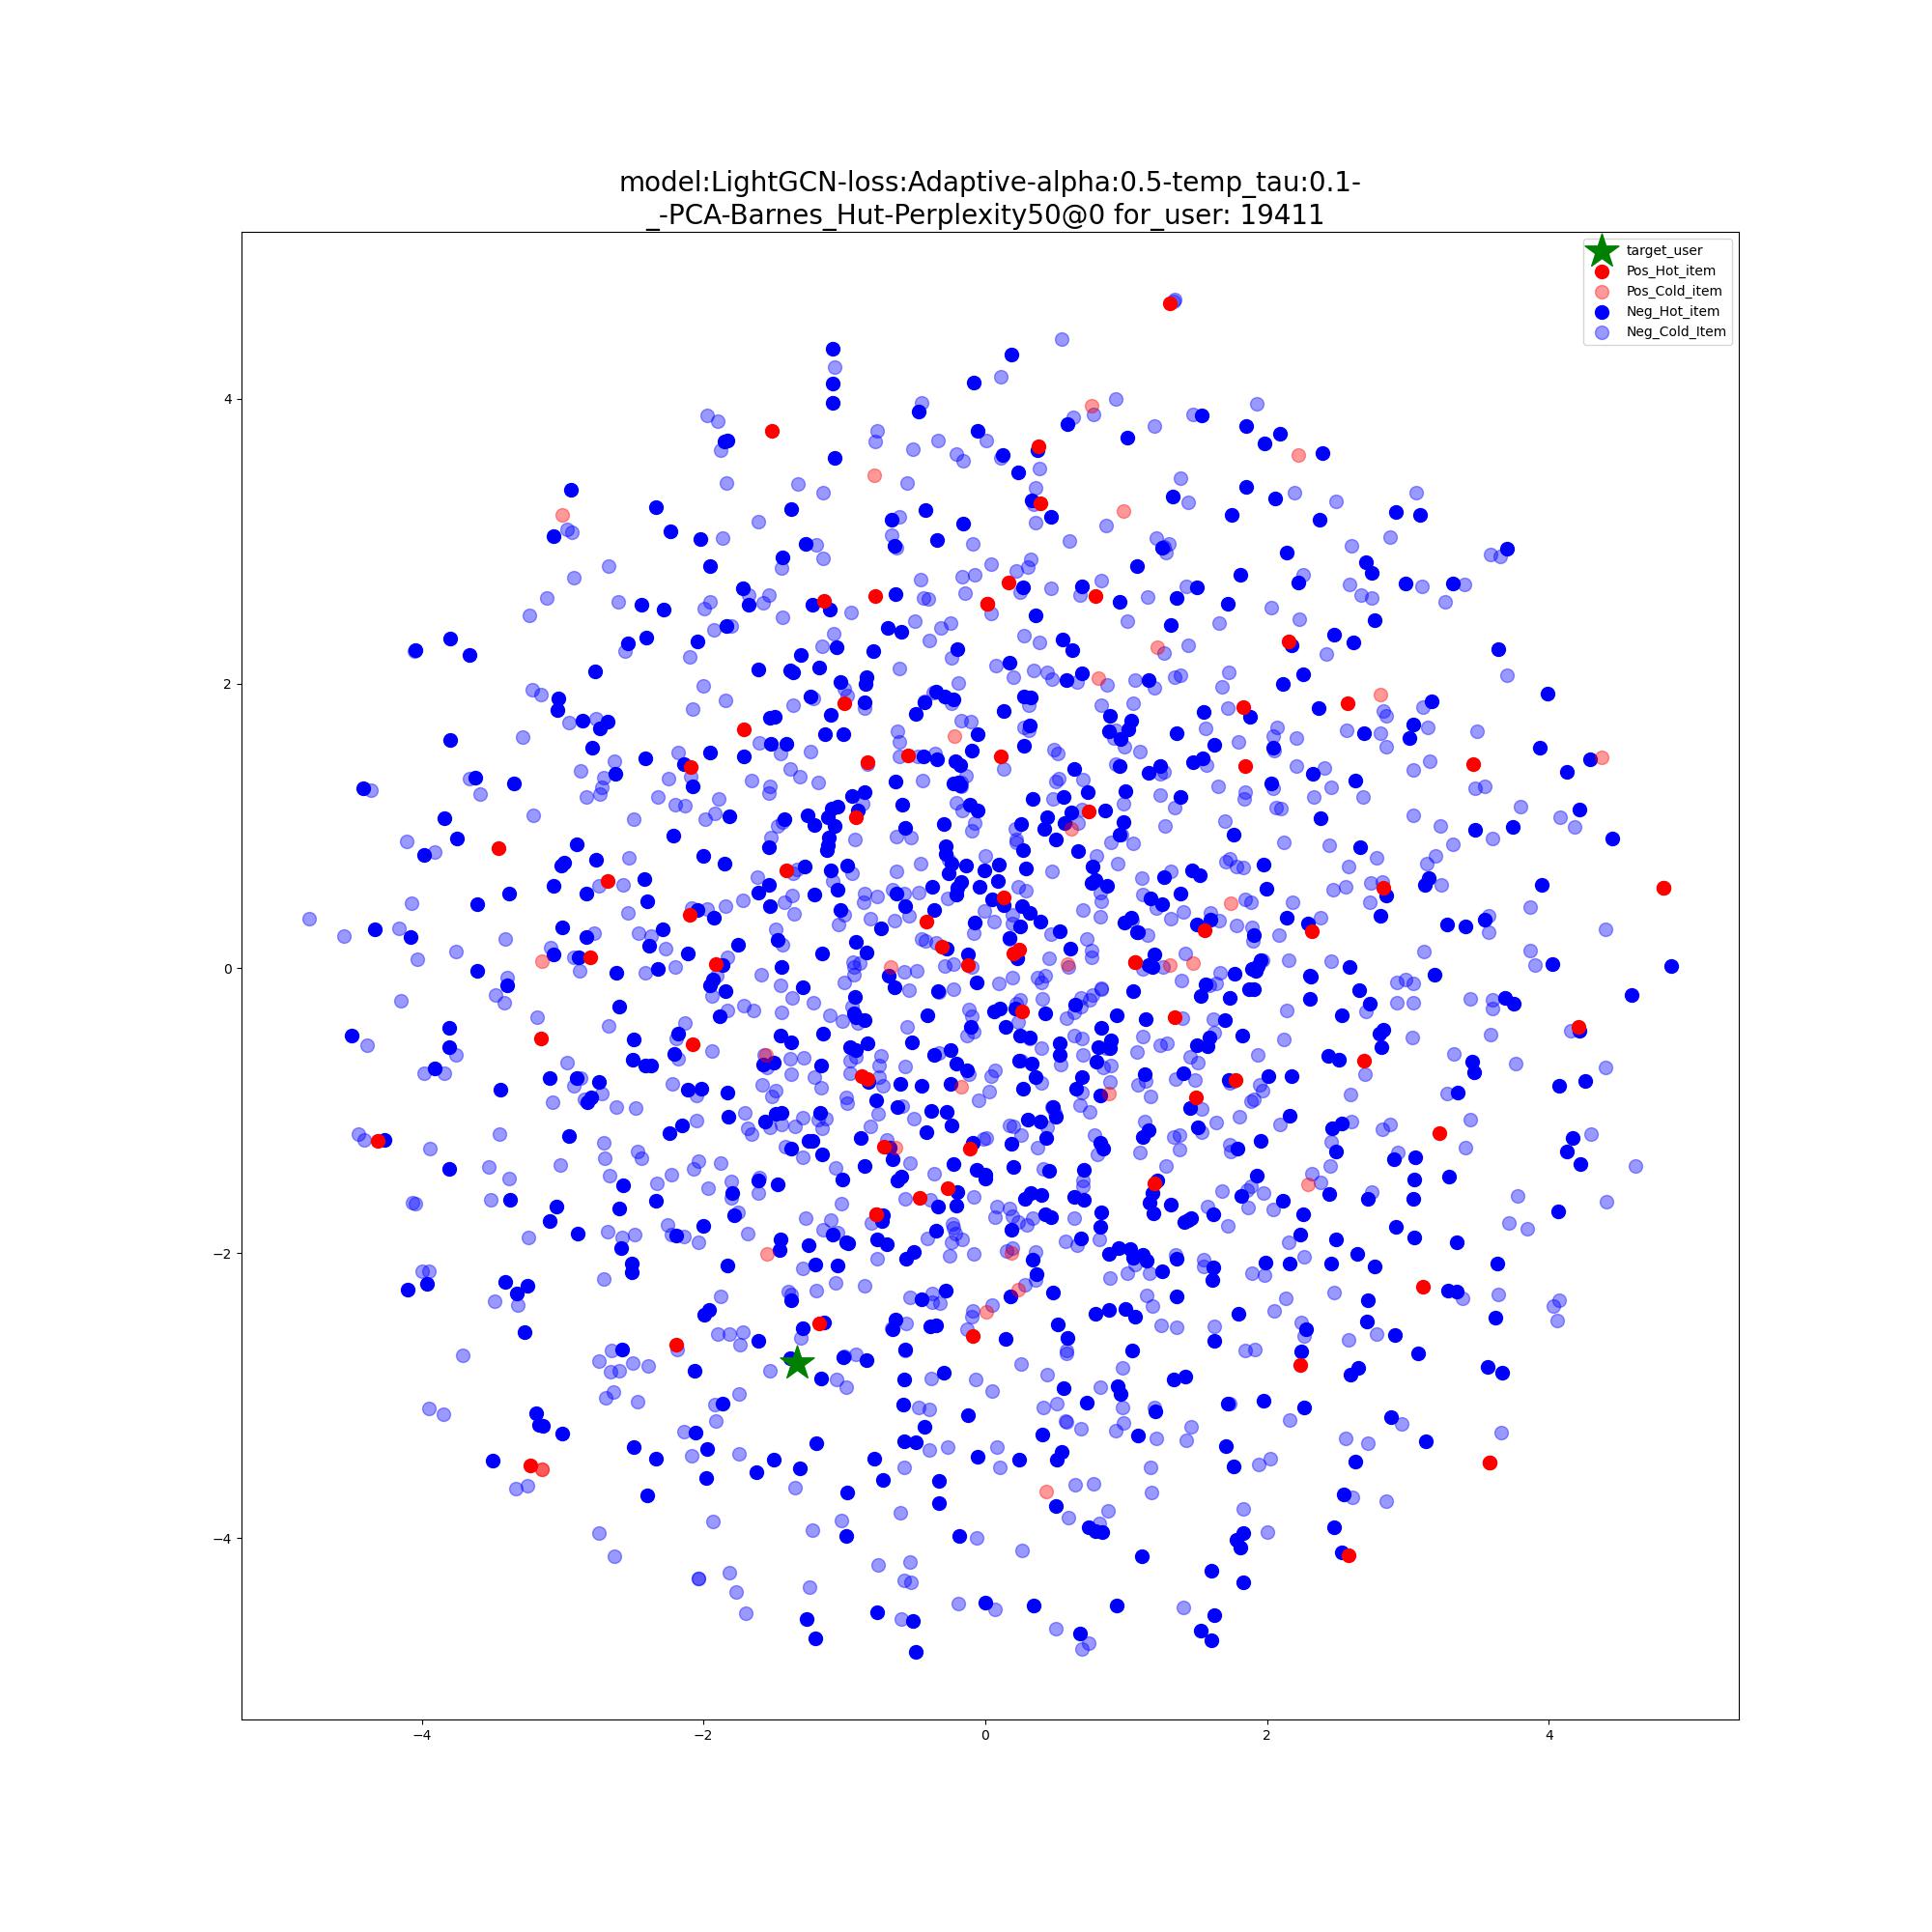 model:LightGCN-loss:Adaptive-alpha:0.5-temp_tau:0.1-
_-PCA-Barnes_Hut-Perplexity50@0 for_user: 19411
target_user
Pos_Hot_item
Pos_Cold_item
Neg_Hot_item
Neg_Cold_Item
4
2
0
−2
−4
−4
−2
0
2
4